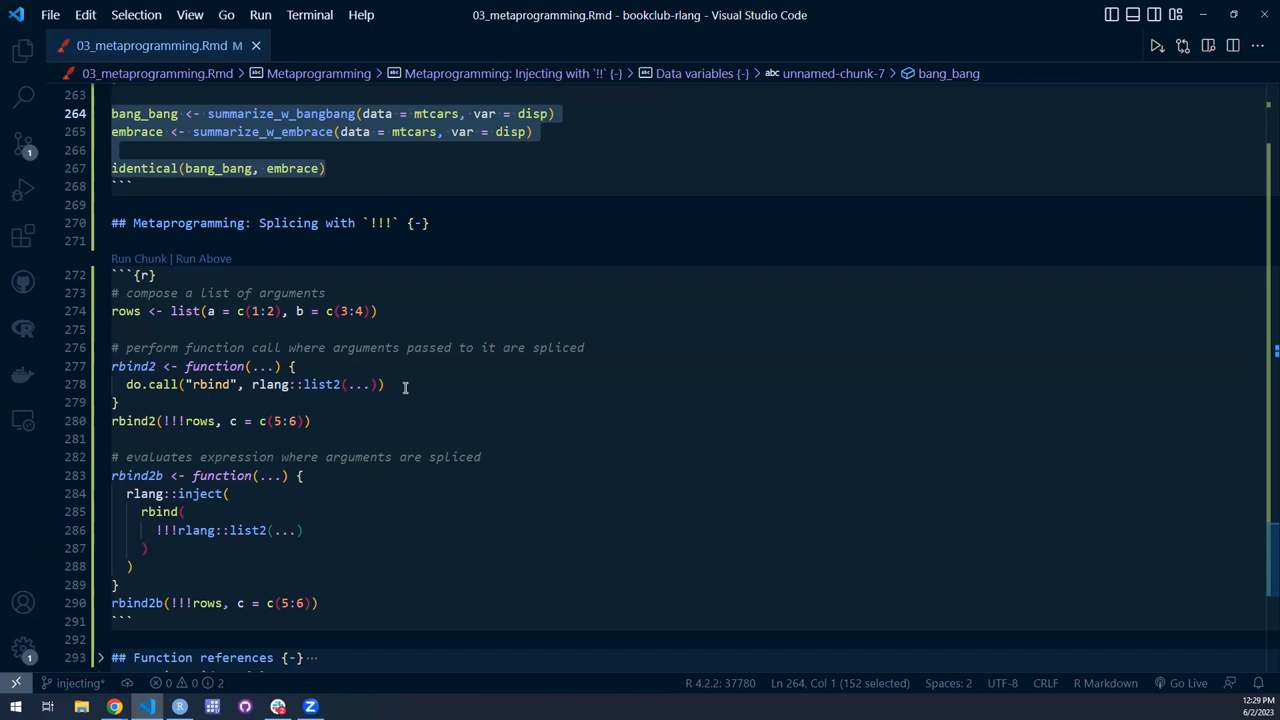 File Edit Selection View Go Run Terminal Help 03_metaprogramming.Rmd - bookclub-rlang - Visual Studio Code
03_metaprogramming.Rmd M
03_metaprogramming.Rmd > Metaprogramming > Metaprogramming: Injecting with `!!` {-} > Data variables {-} > unnamed-chunk-7 > bang_bang
263
264 bang_bang <- summarize_w_bangbang(data = mtcars, var = disp)
265 embrace <- summarize_w_embrace(data = mtcars, var = disp)
266
267 identical(bang_bang, embrace)
268 ```
269
270 ## Metaprogramming: Splicing with `!!!` {-}
271
Run Chunk | Run Above
272 ```{r}
273 # compose a list of arguments
274 rows <- list(a = c(1:2), b = c(3:4))
275
276 # perform function call where arguments passed to it are spliced
277 rbind2 <- function(...) {
278 do.call("rbind", rlang::list2(...))
279 }
280 rbind2(!!!rows, c = c(5:6))
281
282 # evaluates expression where arguments are spliced
283 rbind2b <- function(...) {
284 rlang::inject(
285 rbind(
286 !!!rlang::list2(...)
287 )
288 )
289 }
290 rbind2b(!!!rows, c = c(5:6))
291 ```
292
293 ## Function references {-} ...
1
1
injecting* 0 0 2 Ln 264, Col 1 (152 selected) Spaces: 2 UTF-8 CRLF R Markdown Go Live R 4.2.2: 37780
12:29 PM
6/2/2023